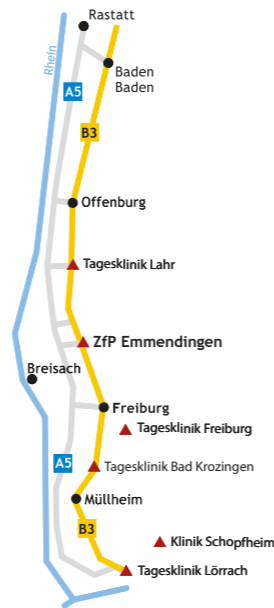 Rastatt
Rhein
Baden
Baden
A5
B3
Offenburg
Tagesklinik Lahr
ZfP Emmendingen
Breisach
Freiburg
Tagesklinik Freiburg
A5
Tagesklinik Bad Krozingen
Müllheim
B3
Klinik Schopfheim
Tagesklinik Lörrach